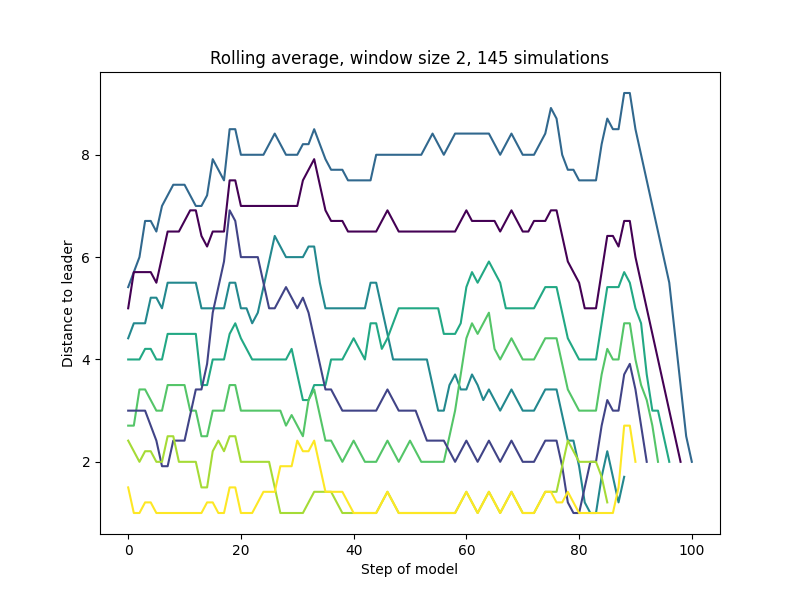 Rolling average, window size 2, 145 simulations
Distance to leader
8
6
4
2
0 20 40 60 80 100
Step of model